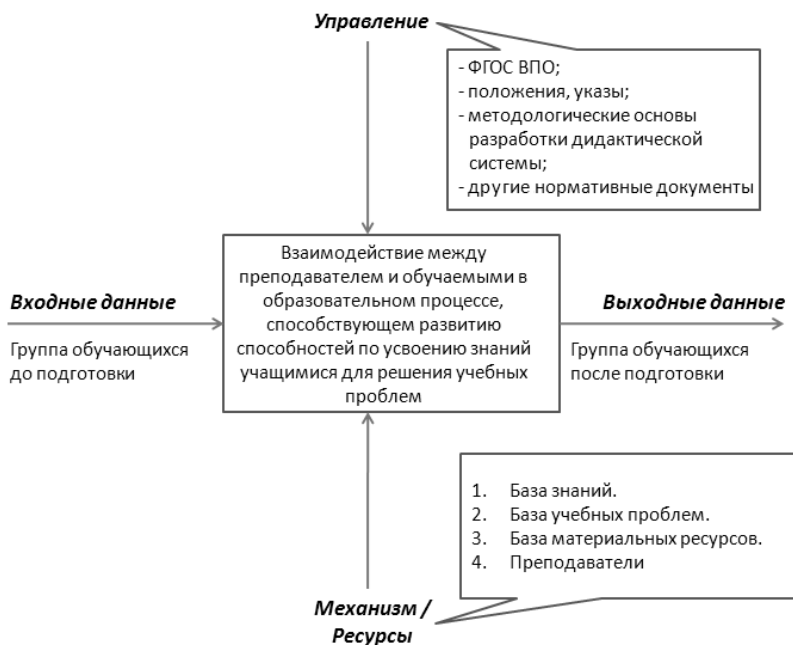 Управление
- ФГОС ВПО;
- положения, указы;
- методологические основы
разработки дидактической
системы;
- другие нормативные документы
Взаимодействие между
преподавателем и обучаемыми в
образовательном процессе,
способствующем развитию
способностей по усвоению знаний
учащимися для решения учебных
проблем
Входные данные
Группа обучающихся
до подготовки
Выходные данные
Группа обучающихся
после подготовки
1. База знаний.
2. База учебных проблем.
3. База материальных ресурсов.
4. Преподаватели
Механизм /
Ресурсы